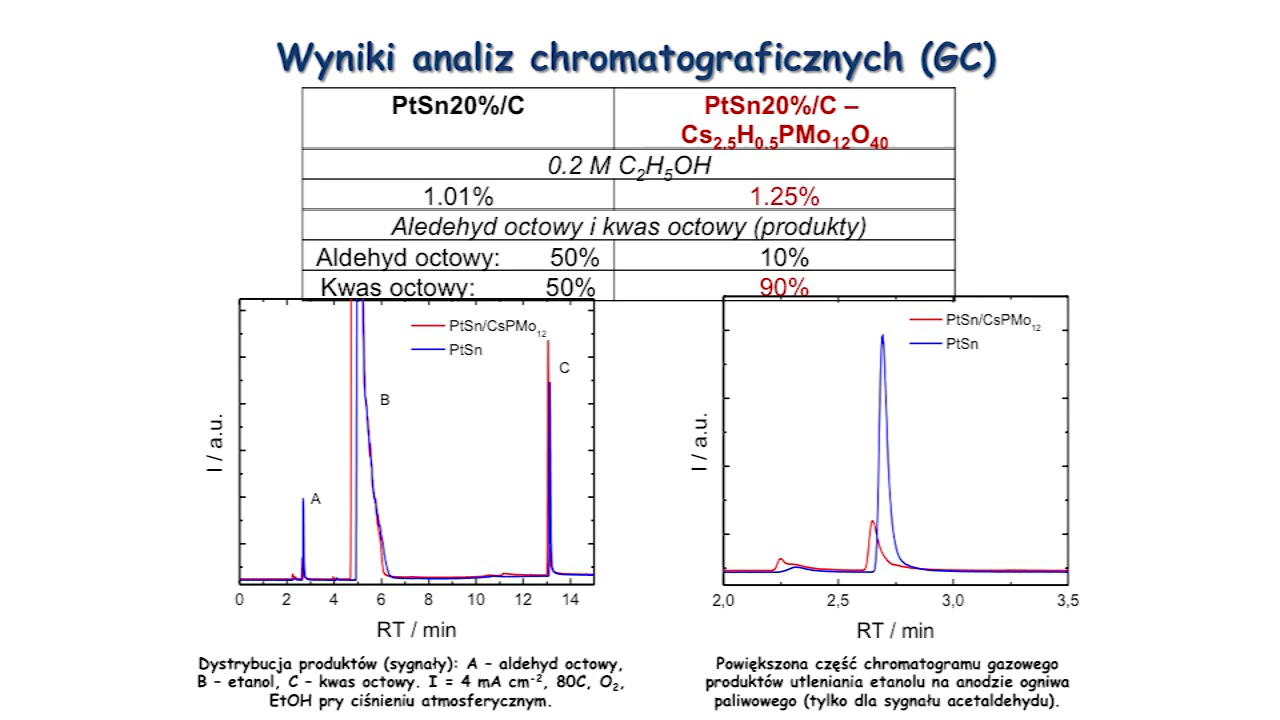 Wyniki analiz chromatograficznych (GC)
PtSn20%/C
PtSn20%/C –
Cs2.5H0.5PMo12O40
0.2 M C2H5OH
1.01% 1.25%
Aledehyd octowy i kwas octowy (produkty)
Aldehyd octowy: 50% 10%
Kwas octowy: 50% 90%
PtSn/CsPMo12
PtSn
A
B
C
I / a.u.
0 2 4 6 8 10 12 14
RT / min
PtSn/CsPMo12
PtSn
I / a.u.
2,0 2,5 3,0 3,5
RT / min
Dystrybucja produktów (sygnały): A – aldehyd octowy,
B – etanol, C – kwas octowy. I = 4 mA cm-2, 80C, O2,
EtOH pry ciśnieniu atmosferycznym.
Powiększona część chromatogramu gazowego
produktów utleniania etanolu na anodzie ogniwa
paliwowego (tylko dla sygnału acetaldehydu).